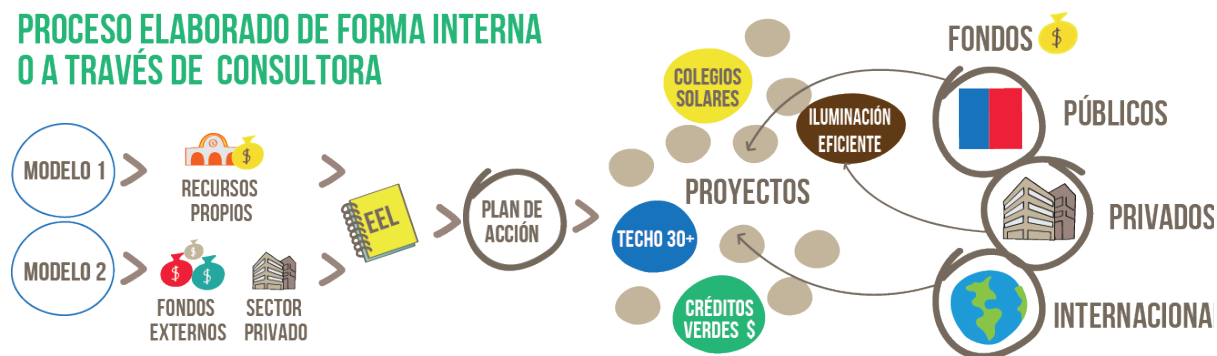 PROCESO ELABORADO DE FORMA INTERNA
O A TRAVÉS DE CONSULTORA
MODELO 1
$
RECURSOS
PROPIOS
MODELO 2
$
$
$
FONDOS
EXTERNOS
SECTOR
PRIVADO
EEL
PLAN DE
ACCIÓN
COLEGIOS
SOLARES
ILUMINACIÓN
EFICIENTE
PROYECTOS
TECHO 30+
CRÉDITOS
VERDES $
FONDOS $
PÚBLICOS
PRIVADOS
INTERNACIONA